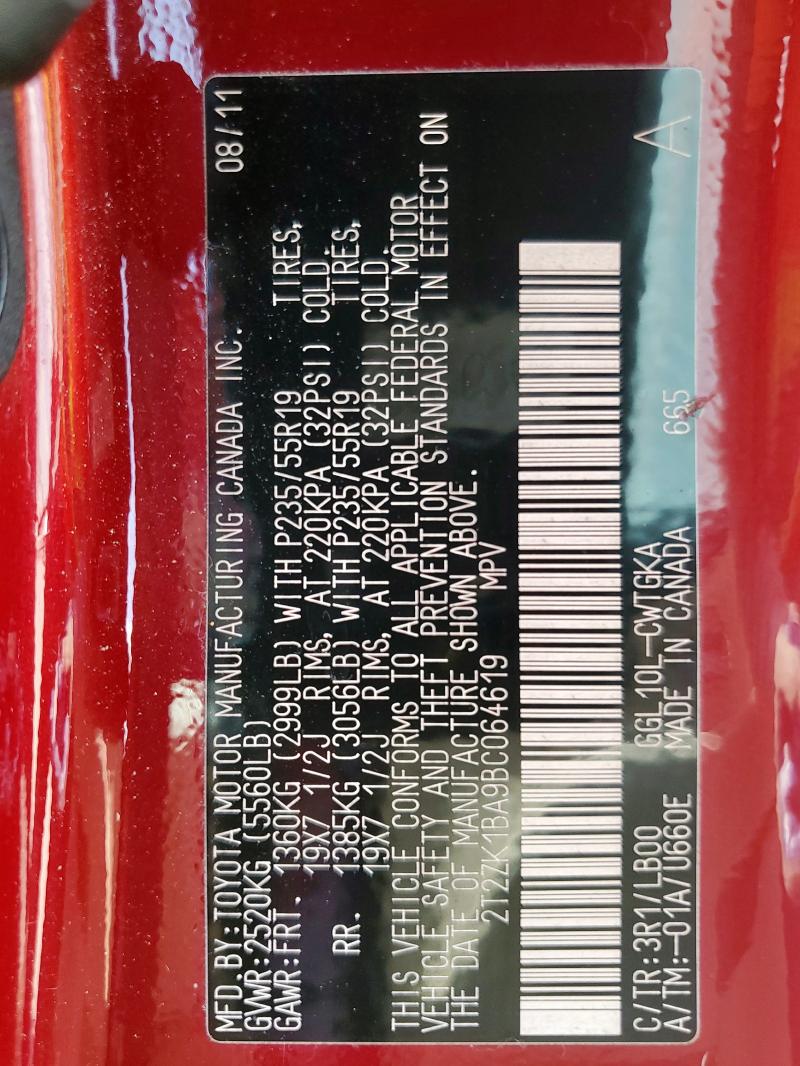 MFD. BY: TOYOTA MOTOR MANUFACTURING CANADA INC. 08/11
GVWR: 2520KG (5560LB)
GAWR: FRT. 1360KG (2999LB) WITH P235/55R19 TIRES,
19X7 1/2J RIMS, AT 220KPA (32PSI) COLD
RR. 1385KG (3056LB) WITH P235/55R19 TIRES,
19X7 1/2J RIMS, AT 220KPA (32PSI) COLD
THIS VEHICLE CONFORMS TO ALL APPLICABLE FEDERAL MOTOR
VEHICLE SAFETY AND THEFT PREVENTION STANDARDS IN EFFECT ON
THE DATE OF MANUFACTURE SHOWN ABOVE.
2T2ZK1BA9BC064619 MPV
C/TR: 3R1/LB00 GGL10L-CWTGKA A
A/TM: -01A/U660E MADE IN CANADA 665